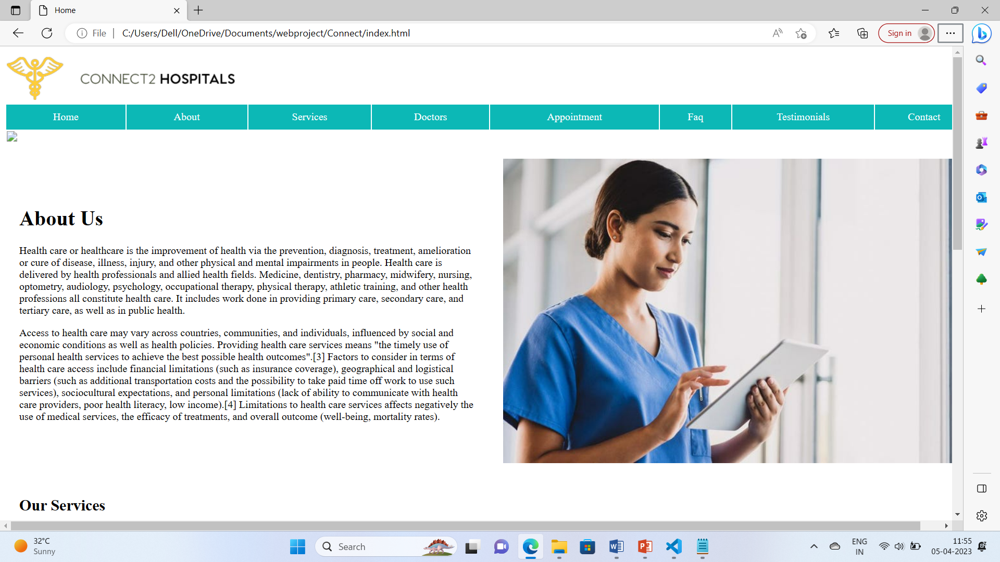 Home
File
C:/Users/Dell/OneDrive/Documents/webproject/Connect/index.html
Sign in
CONNECT2 HOSPITALS
Home About Services Doctors Appointment Faq Testimonials Contact
About Us
Health care or healthcare is the improvement of health via the prevention, diagnosis, treatment, amelioration
or cure of disease, illness, injury, and other physical and mental impairments in people. Health care is
delivered by health professionals and allied health fields. Medicine, dentistry, pharmacy, midwifery, nursing,
optometry, audiology, psychology, occupational therapy, physical therapy, athletic training, and other health
professions all constitute health care. It includes work done in providing primary care, secondary care, and
tertiary care, as well as in public health.
Access to health care may vary across countries, communities, and individuals, influenced by social and
economic conditions as well as health policies. Providing health care services means "the timely use of
personal health services to achieve the best possible health outcomes".[3] Factors to consider in terms of
health care access include financial limitations (such as insurance coverage), geographical and logistical
barriers (such as additional transportation costs and the possibility to take paid time off work to use such
services), sociocultural expectations, and personal limitations (lack of ability to communicate with health
care providers, poor health literacy, low income).[4] Limitations to health care services affects negatively the
use of medical services, the efficacy of treatments, and overall outcome (well-being, mortality rates).
Our Services
32°C
Sunny
Search
ENG
IN
11:55
05-04-2023